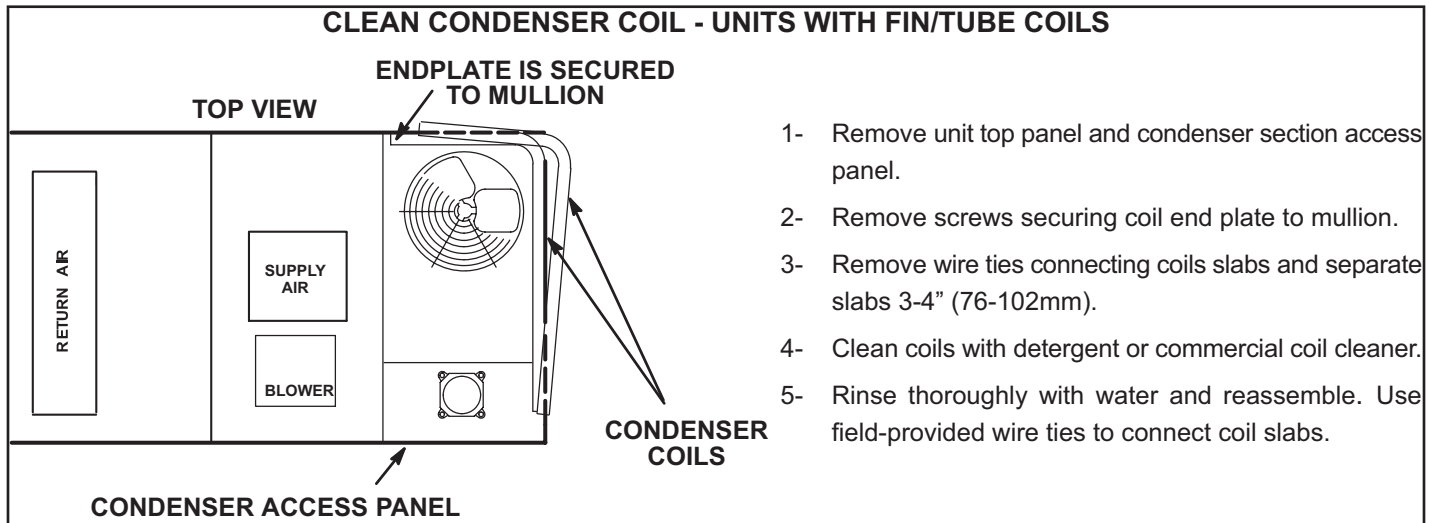 CLEAN CONDENSER COIL - UNITS WITH FIN/TUBE COILS
ENDPLATE IS SECURED
TO MULLION
TOP VIEW
RETURN AIR
SUPPLY
AIR
BLOWER
CONDENSER
COILS
CONDENSER ACCESS PANEL
1- Remove unit top panel and condenser section access
panel.
2- Remove screws securing coil end plate to mullion.
3- Remove wire ties connecting coils slabs and separate
slabs 3-4” (76-102mm).
4- Clean coils with detergent or commercial coil cleaner.
5- Rinse thoroughly with water and reassemble. Use
field-provided wire ties to connect coil slabs.